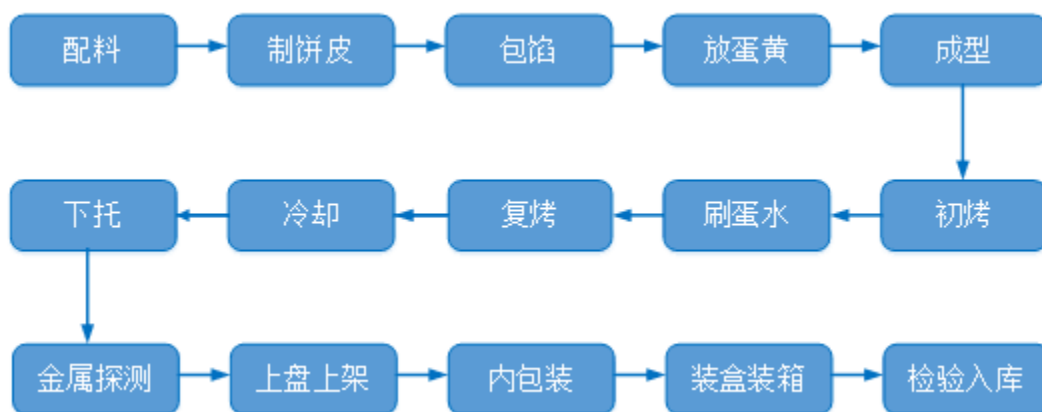 配料
制饼皮
包馅
放蛋黄
成型
初烤
刷蛋水
复烤
冷却
下托
金属探测
上盘上架
内包装
装盒装箱
检验入库